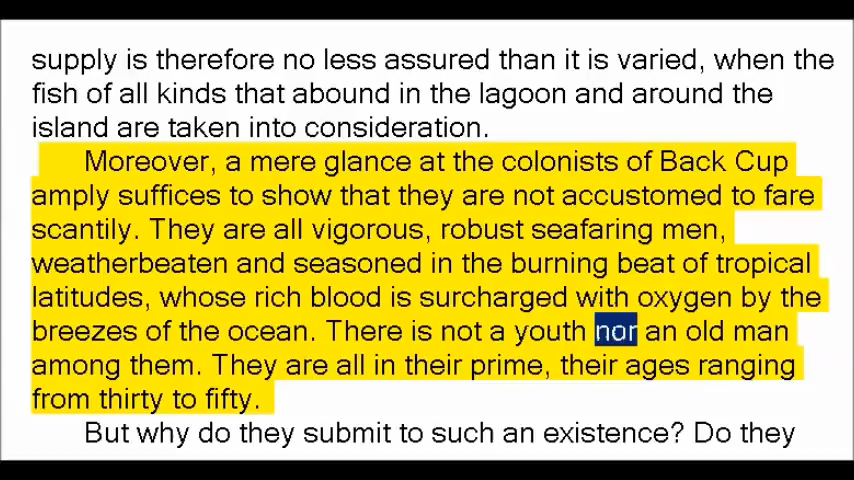 supply is therefore no less assured than it is varied, when the
fish of all kinds that abound in the lagoon and around the
island are taken into consideration.
Moreover, a mere glance at the colonists of Back Cup
amply suffices to show that they are not accustomed to fare
scantily. They are all vigorous, robust seafaring men,
weatherbeaten and seasoned in the burning beat of tropical
latitudes, whose rich blood is surcharged with oxygen by the
breezes of the ocean. There is not a youth nor an old man
among them. They are all in their prime, their ages ranging
from thirty to fifty.
But why do they submit to such an existence? Do they